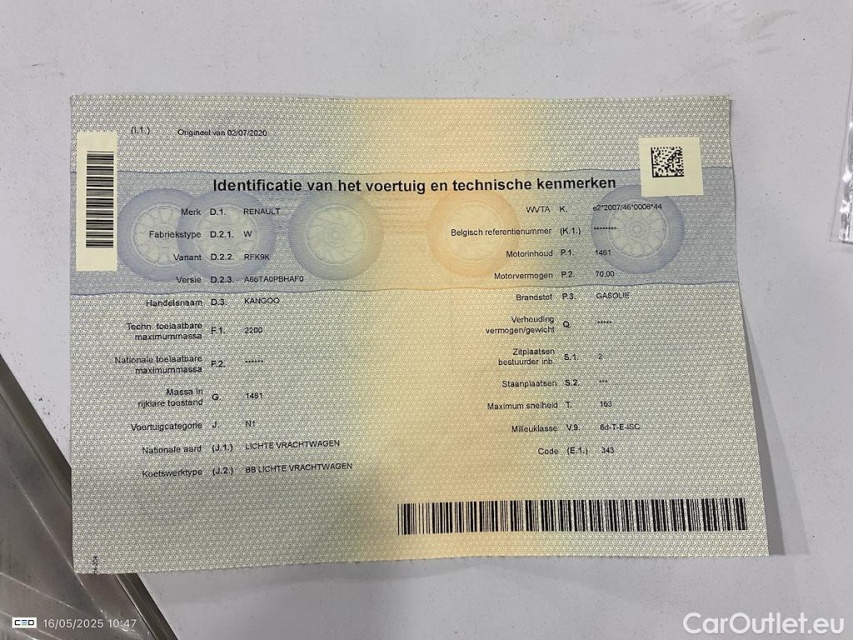 (I.1.) Origineel van 02/07/2020
Identificatie van het voertuig en technische kenmerken
Merk D.1. RENAULT
Fabriekstype D.2.1. W
Variant D.2.2. RFK9K
Versie D.2.3. A66TA0PBHAF0
Handelsnaam D.3. KANGOO
Techn. toelaatbare
maximummassa F.1. 2200
Nationale toelaatbare
maximummassa F.2. ******
Massa in
rijklare toestand G. 1451
Voertuigcategorie J. N1
Nationale aard (J.1.) LICHTE VRACHTWAGEN
Koetswerktype (J.2.) BB LICHTE VRACHTWAGEN
WVTA K. e2*2007/46*0006*44
Belgisch referentienummer (K.1.) ********
Motorinhoud P.1. 1461
Motorvermogen P.2. 70,00
Brandstof P.3. GASOLIE
Verhouding
vermogen/gewicht Q. *****
Zitplaatsen
bestuurder inb. S.1. 2
Staanplaatsen S.2. ***
Maximum snelheid T. 163
Milieuklasse V.9. 6d-T-E-ISC
Code (E.1.) 343
16/05/2025 10:47
CarOutlet.eu